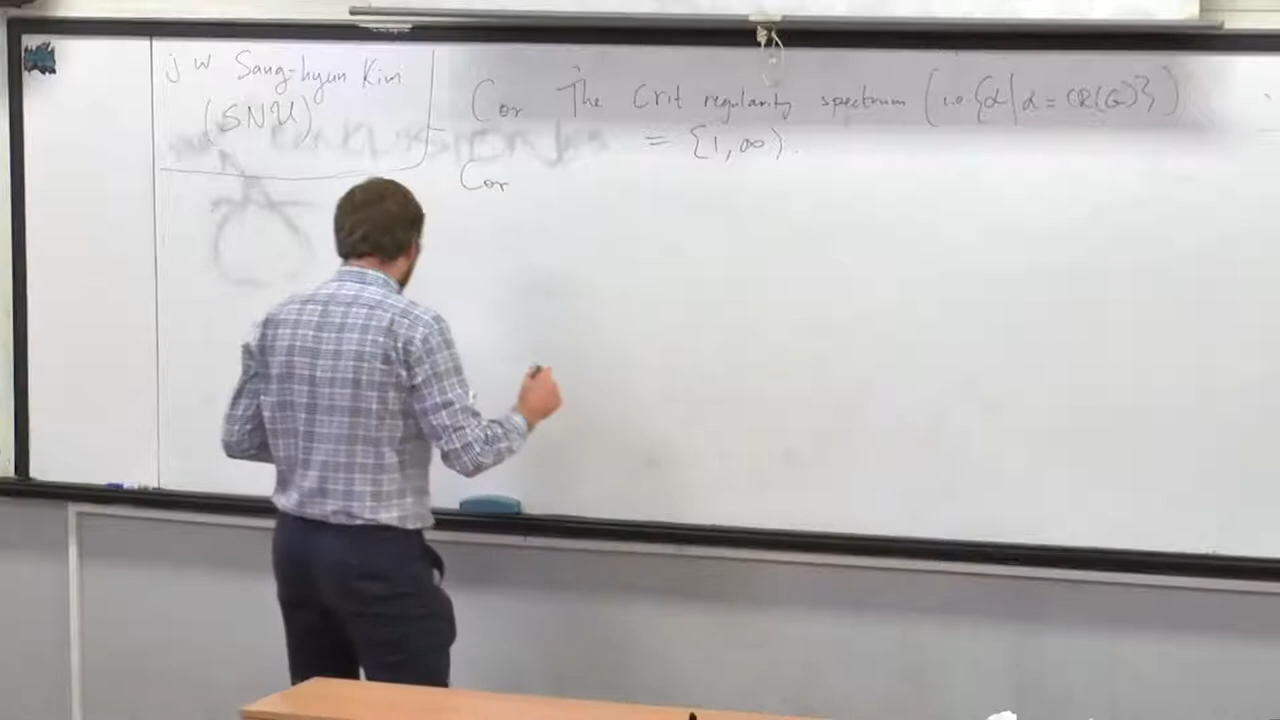 j w Sang-hyun Kim
(SNU)
Cor The Crit regularity spectrum (i.e. {α | α = CR(G)})
= {1, ∞}.
Cor